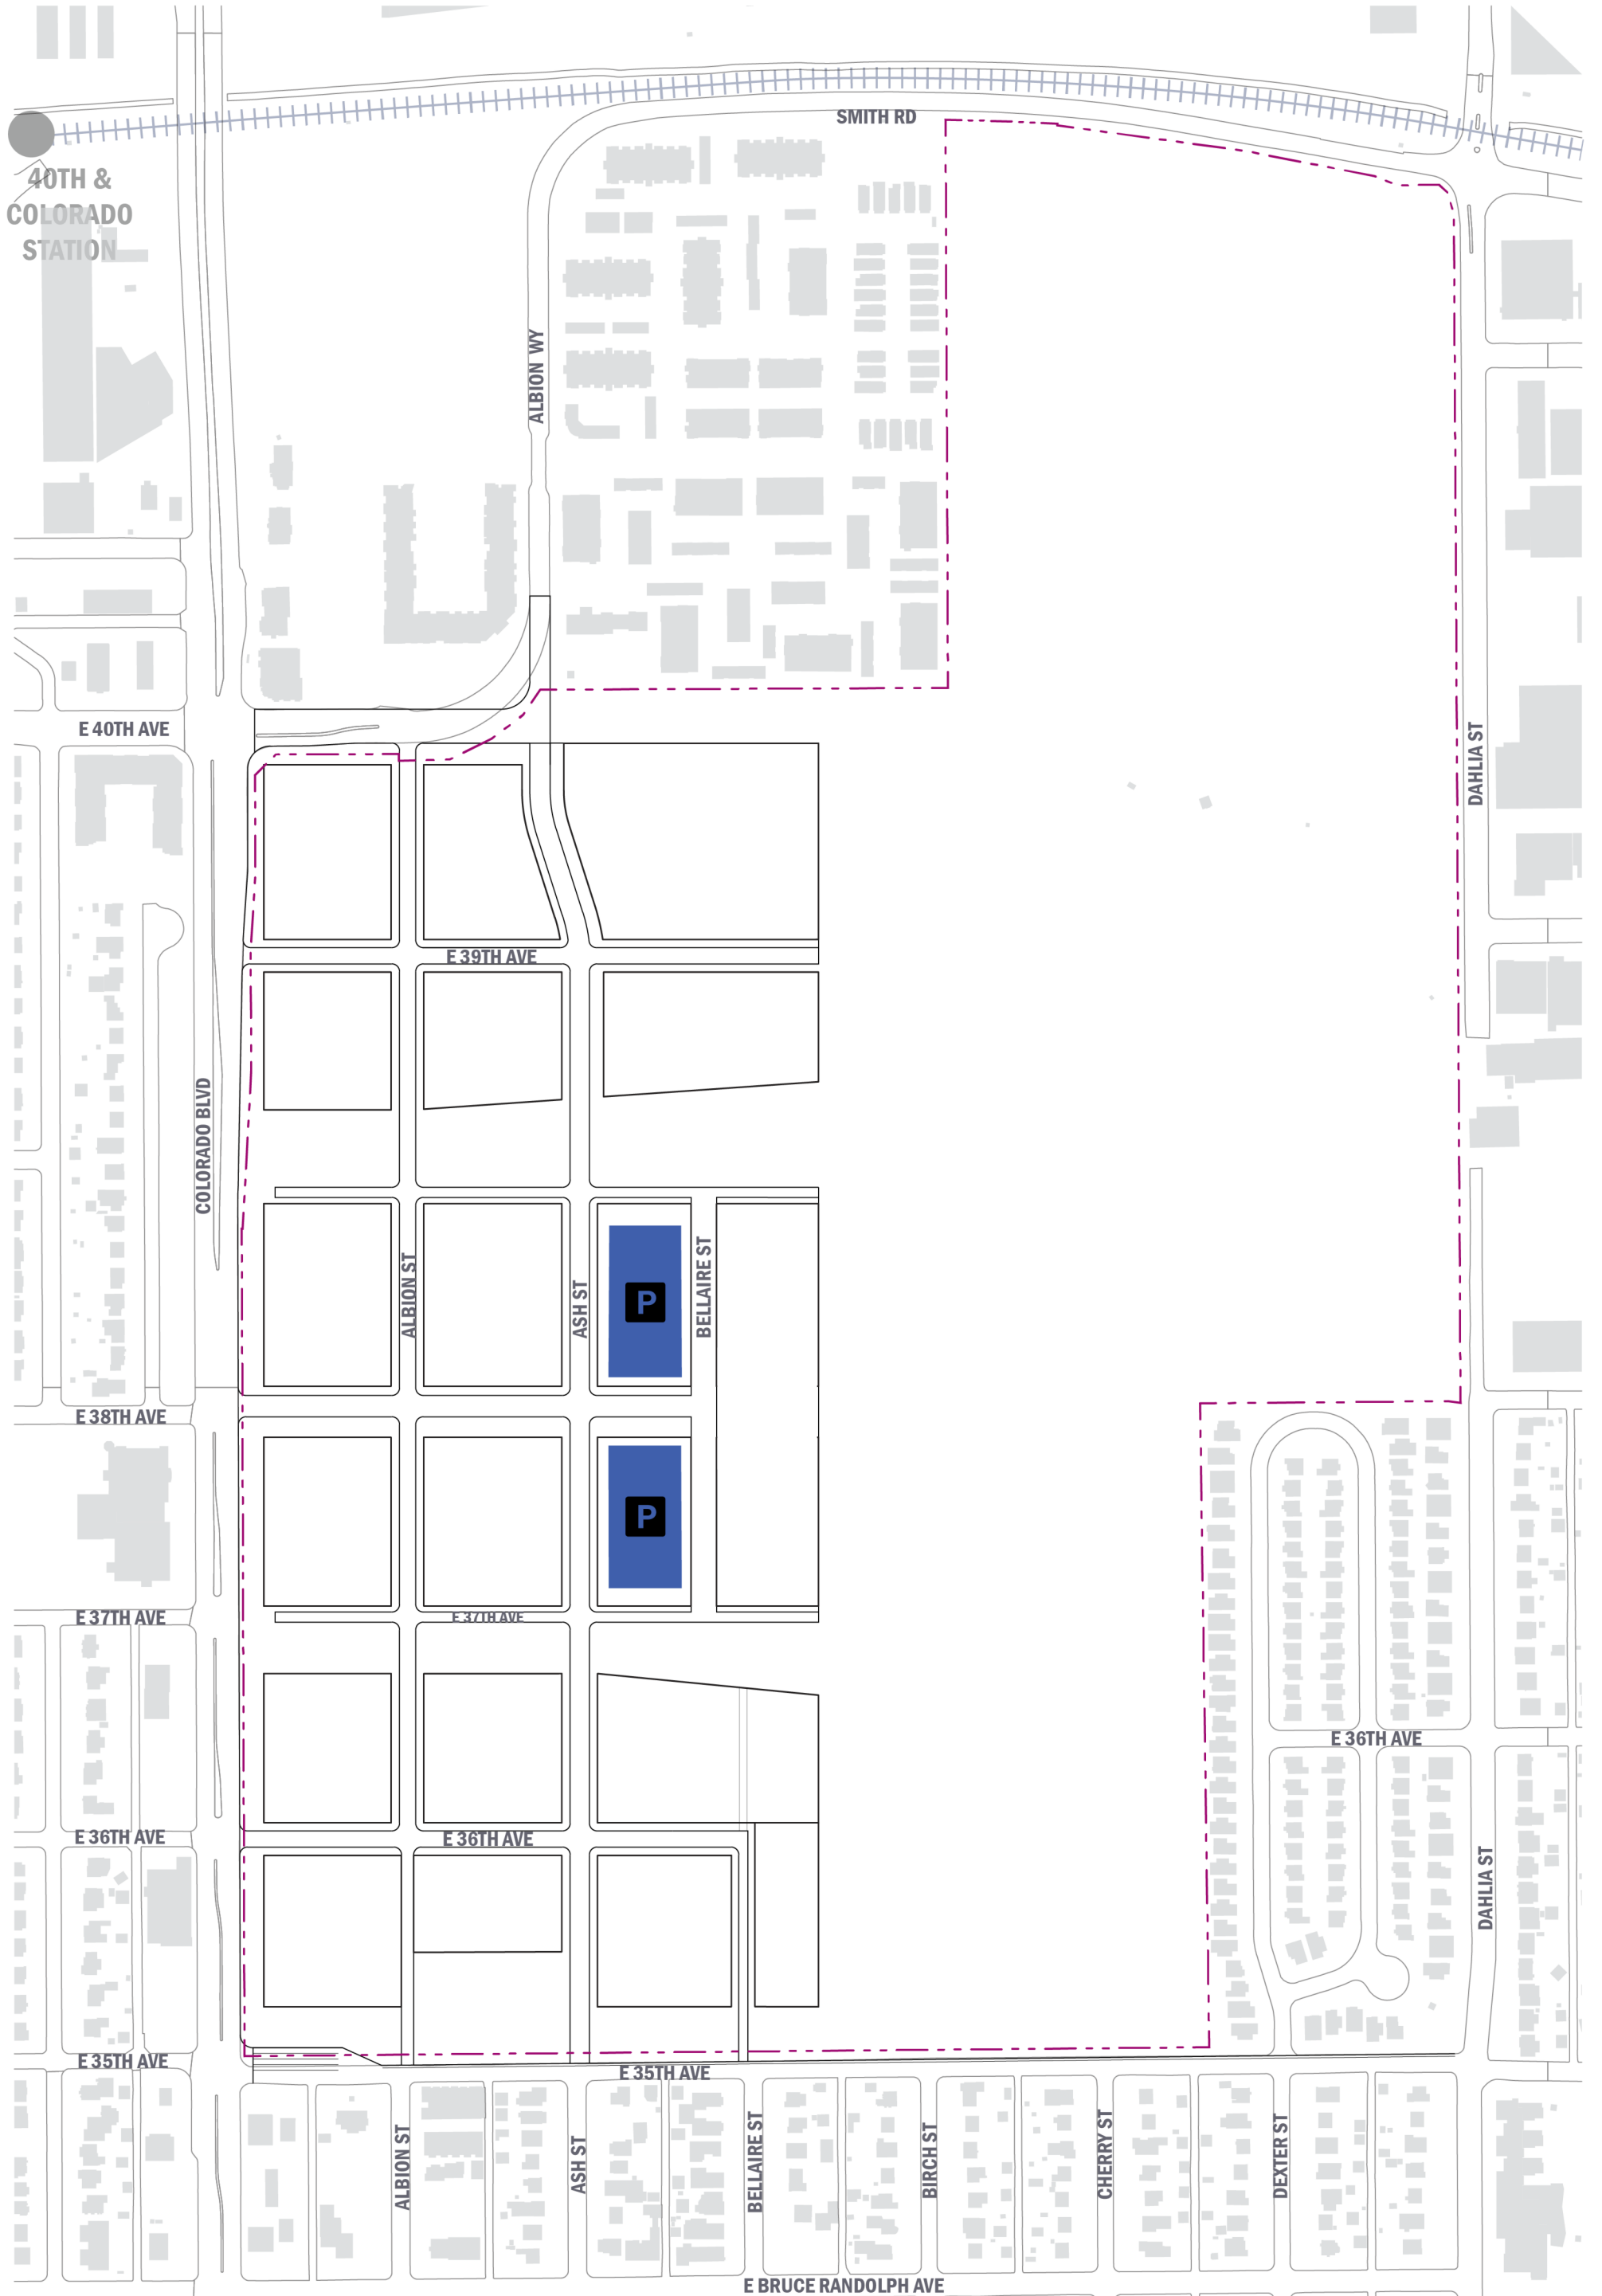 SMITH RD
40TH &
COLORADO
STATION
ALBION WY
E 40TH AVE
DAHLIA ST
E 39TH AVE
COLORADO BLVD
ALBION ST
ASH ST
BELLAIRE ST
P
E 38TH AVE
P
E 37TH AVE
E 37TH AVE
E 36TH AVE
E 36TH AVE
E 36TH AVE
DAHLIA ST
E 35TH AVE
E 35TH AVE
ALBION ST
ASH ST
BELLAIRE ST
BIRCH ST
CHERRY ST
DEXTER ST
E BRUCE RANDOLPH AVE